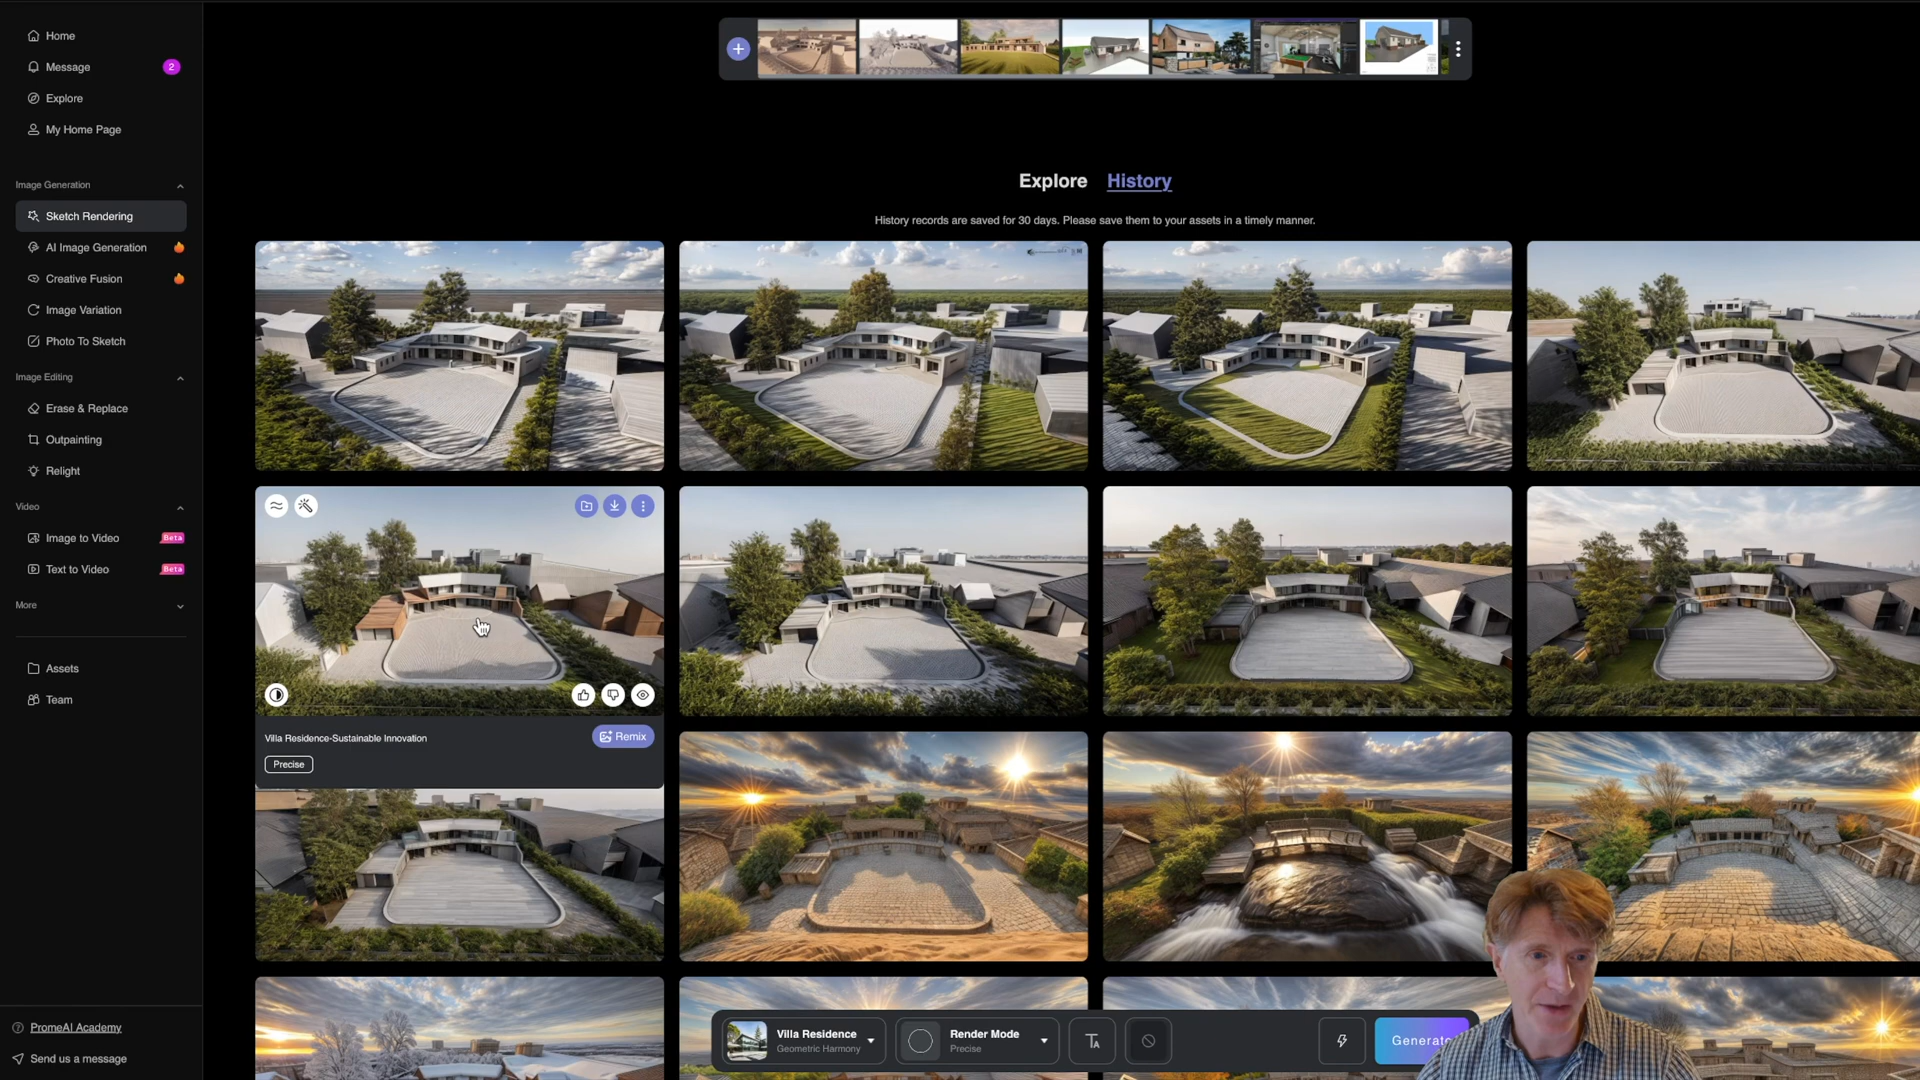 Home
Message
2
Explore
My Home Page
Image Generation
Sketch Rendering
AI Image Generation
Creative Fusion
Image Variation
Photo To Sketch
Image Editing
Erase & Replace
Outpainting
Relight
Video
Image to Video
Beta
Text to Video
Beta
More
Assets
Team
PromeAI Academy
Send us a message
Explore
History
History records are saved for 30 days. Please save them to your assets in a timely manner.
Villa Residence-Sustainable Innovation
Remix
Precise
Villa Residence
Geometric Harmony
Render Mode
Precise
Generate